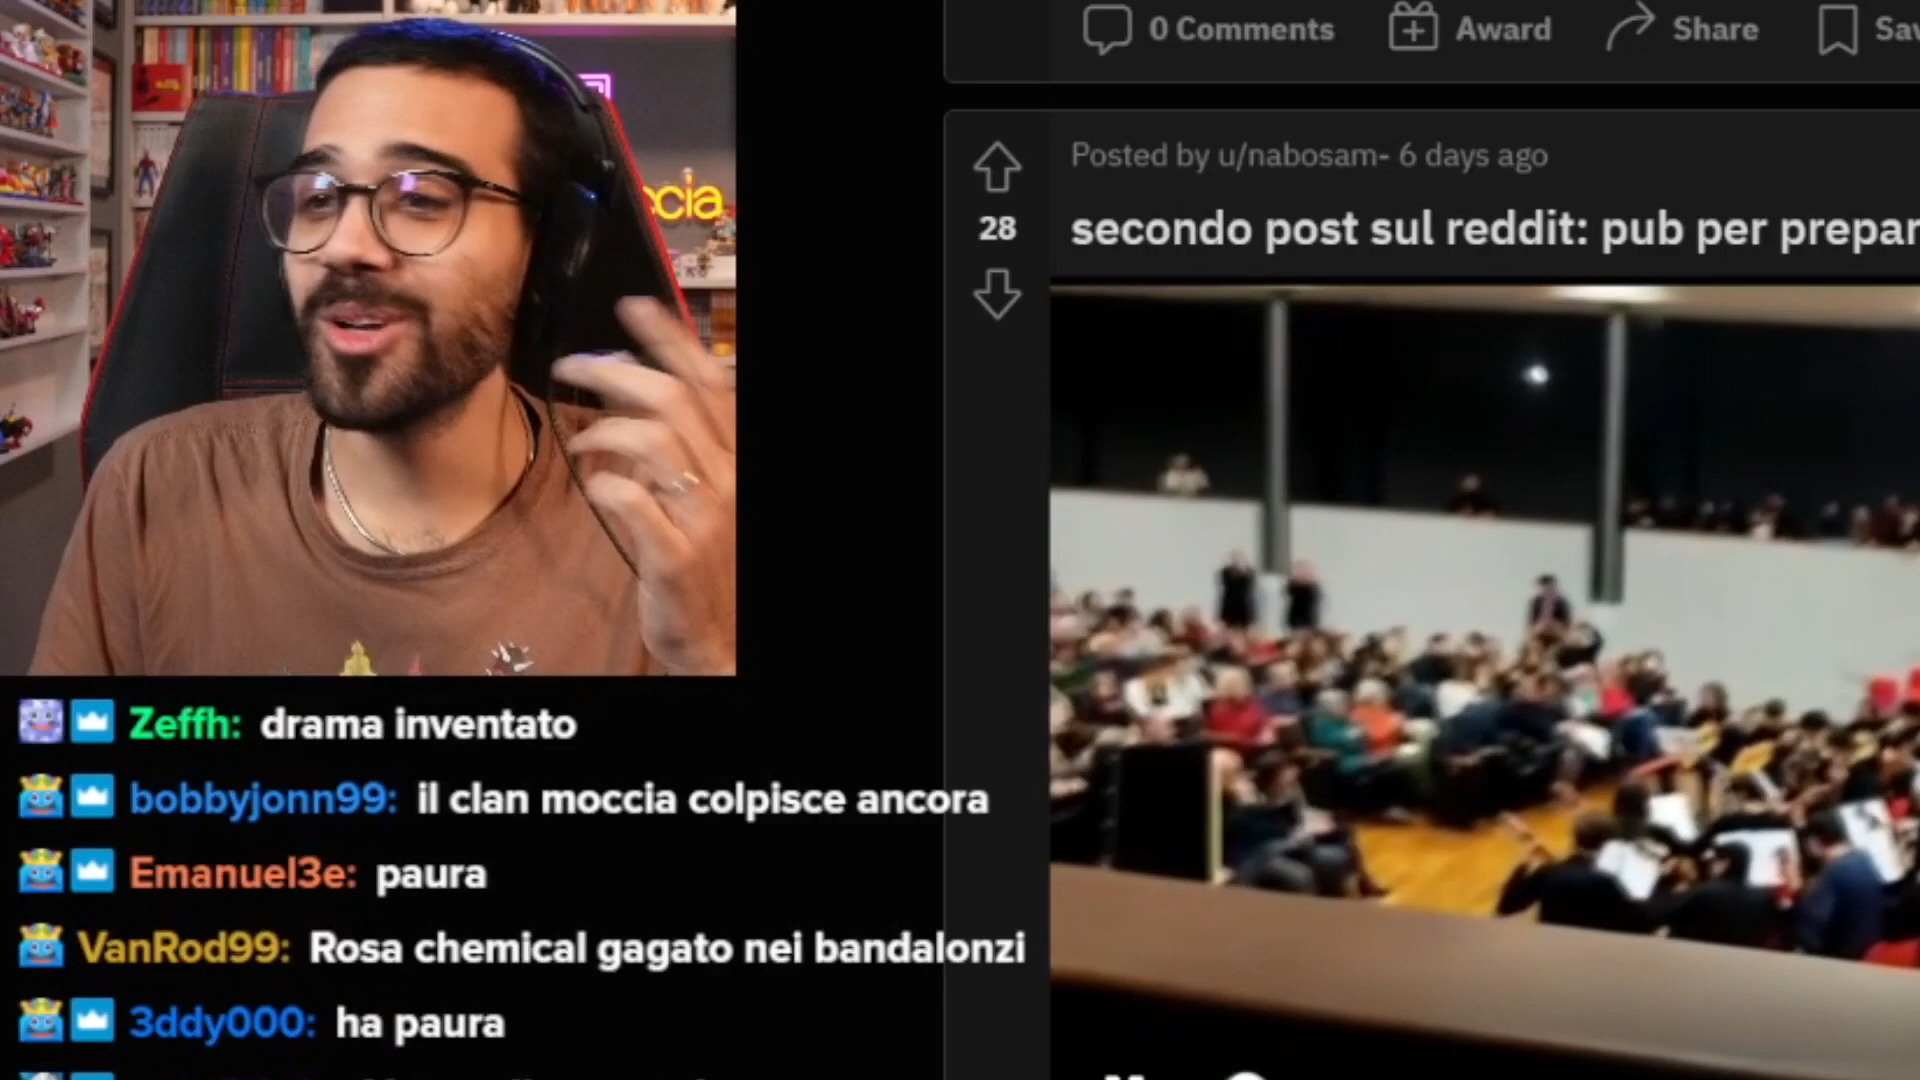 0 Comments Award Share Sav
Posted by u/nabosam- 6 days ago
28
secondo post sul reddit: pub per prepar
ccia
Zeffh: drama inventato
bobbyjonn99: il clan moccia colpisce ancora
Emanuel3e: paura
VanRod99: Rosa chemical gagato nei bandalonzi
3ddy000: ha paura